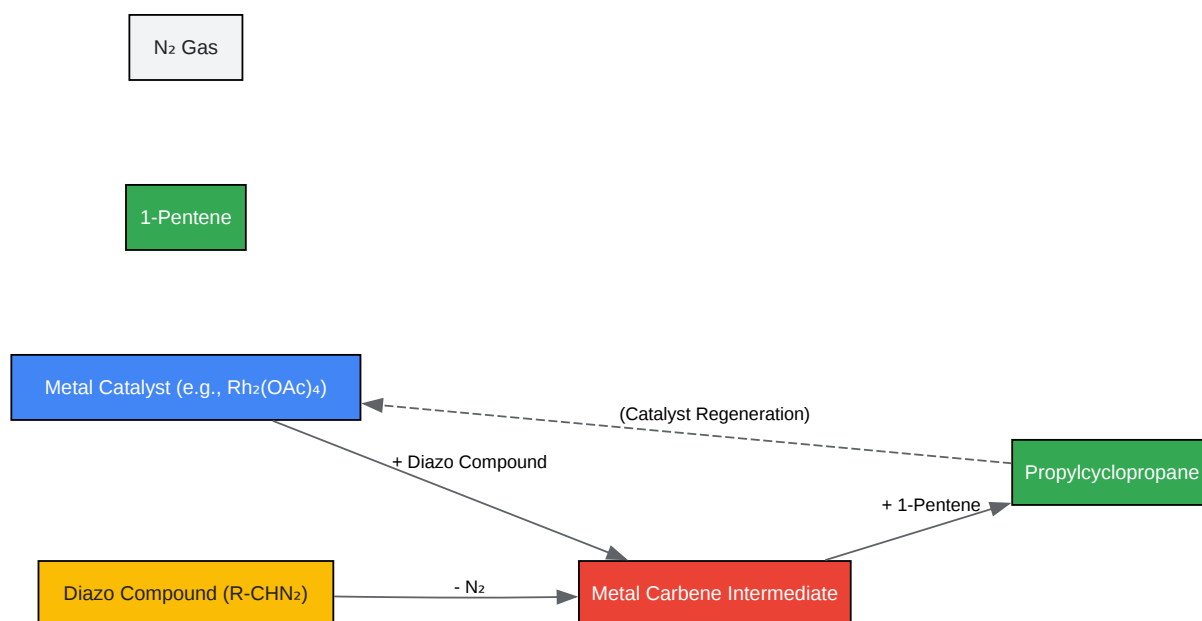 N₂ Gas
1-Pentene
Metal Catalyst (e.g., Rh₂(OAc)₄)
(Catalyst Regeneration)
+ Diazo Compound
Propylcyclopropane
+ 1-Pentene
Diazo Compound (R-CHN₂)
- N₂
Metal Carbene Intermediate